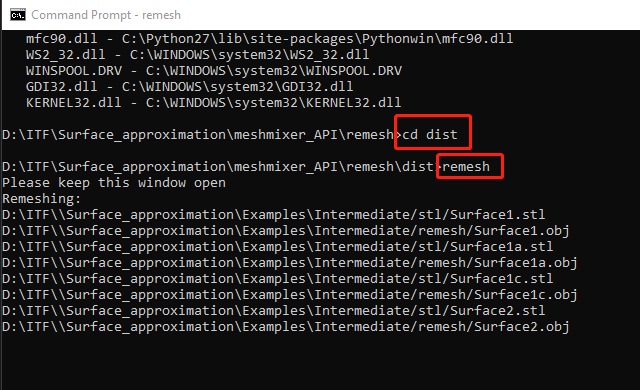 Command Prompt - remesh
mfc90.dll - C:\Python27\lib\site-packages\Pythonwin\mfc90.dll
WS2_32.dll - C:\WINDOWS\system32\WS2_32.dll
WINSPOOL.DRV - C:\WINDOWS\system32\WINSPOOL.DRV
GDI32.dll - C:\WINDOWS\system32\GDI32.dll
KERNEL32.dll - C:\WINDOWS\system32\KERNEL32.dll
D:\ITF\Surface_approximation\meshmixer_API\remesh>cd dist
D:\ITF\Surface_approximation\meshmixer_API\remesh\dist>remesh
Please keep this window open
Remeshing:
D:\ITF\\Surface_approximation\Examples\Intermediate/stl/Surface1.stl
D:\ITF\\Surface_approximation\Examples\Intermediate/remesh/Surface1.obj
D:\ITF\\Surface_approximation\Examples\Intermediate/stl/Surface1a.stl
D:\ITF\\Surface_approximation\Examples\Intermediate/remesh/Surface1a.obj
D:\ITF\\Surface_approximation\Examples\Intermediate/stl/Surface1c.stl
D:\ITF\\Surface_approximation\Examples\Intermediate/remesh/Surface1c.obj
D:\ITF\\Surface_approximation\Examples\Intermediate/stl/Surface2.stl
D:\ITF\\Surface_approximation\Examples\Intermediate/remesh/Surface2.obj